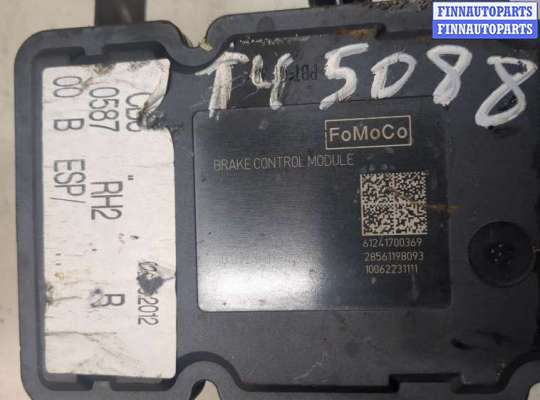 FINNAUTOPARTS
FINNAUTOPARTS
T45088
FoMoCo
BRAKE CONTROL MODULE
61241700369
28561198093
10062231111
0587
00 B ESP/
"RH2
B
2012